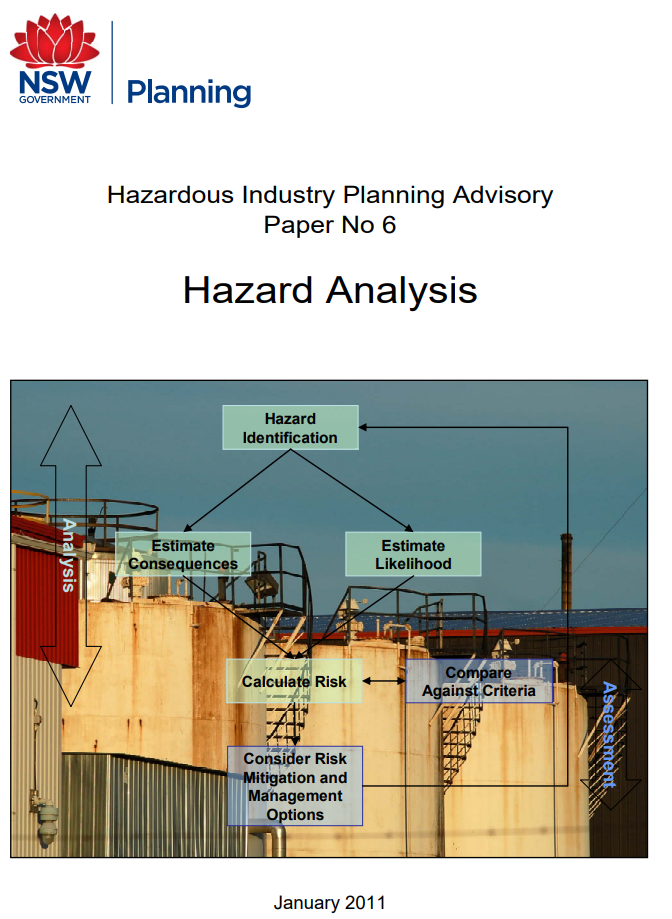 NSW
GOVERNMENT
Planning
Hazardous Industry Planning Advisory
Paper No 6
Hazard Analysis
Hazard
Identification
Analysis
Estimate
Consequences
Estimate
Likelihood
Calculate Risk
Compare
Against Criteria
Assessment
Consider Risk
Mitigation and
Management
Options
January 2011